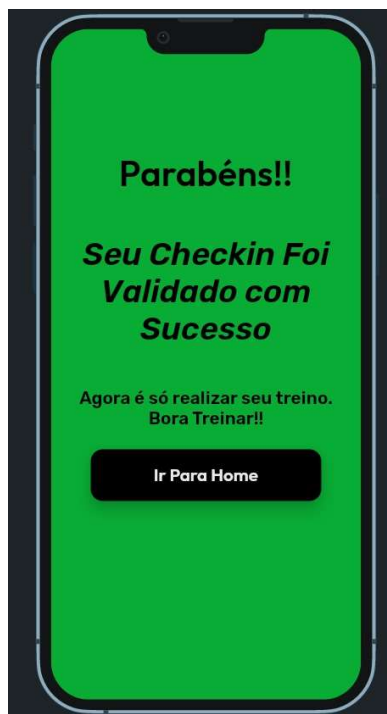 Parabéns!!
Seu Checkin Foi
Validado com
Sucesso
Agora é só realizar seu treino.
Bora Treinar!!
Ir Para Home